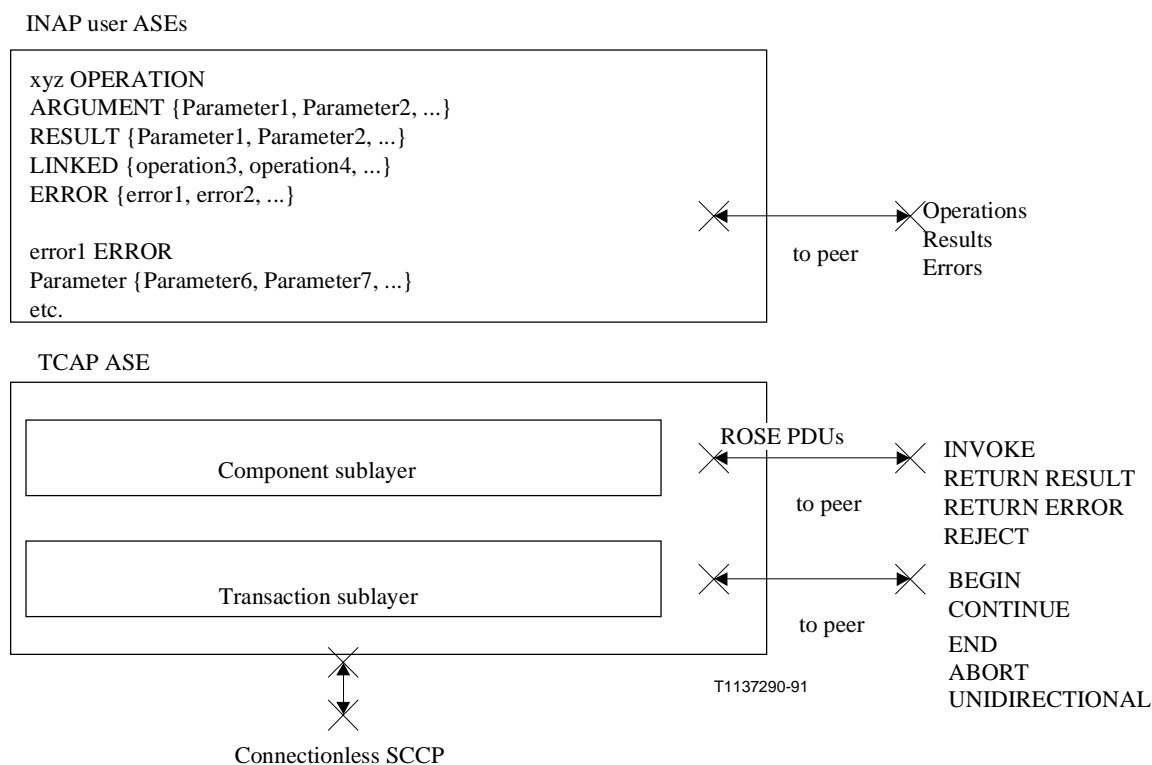 INAP user ASEs
xyz OPERATION
ARGUMENT {Parameter1, Parameter2, ...}
RESULT {Parameter1, Parameter2, ...}
LINKED {operation3, operation4, ...}
ERROR {error1, error2, ...}
error1 ERROR
Parameter {Parameter6, Parameter7, ...}
etc.
to peer
Operations
Results
Errors
TCAP ASE
Component sublayer
ROSE PDUs
to peer
INVOKE
RETURN RESULT
RETURN ERROR
REJECT
Transaction sublayer
to peer
BEGIN
CONTINUE
END
ABORT
UNIDIRECTIONAL
T1137290-91
Connectionless SCCP